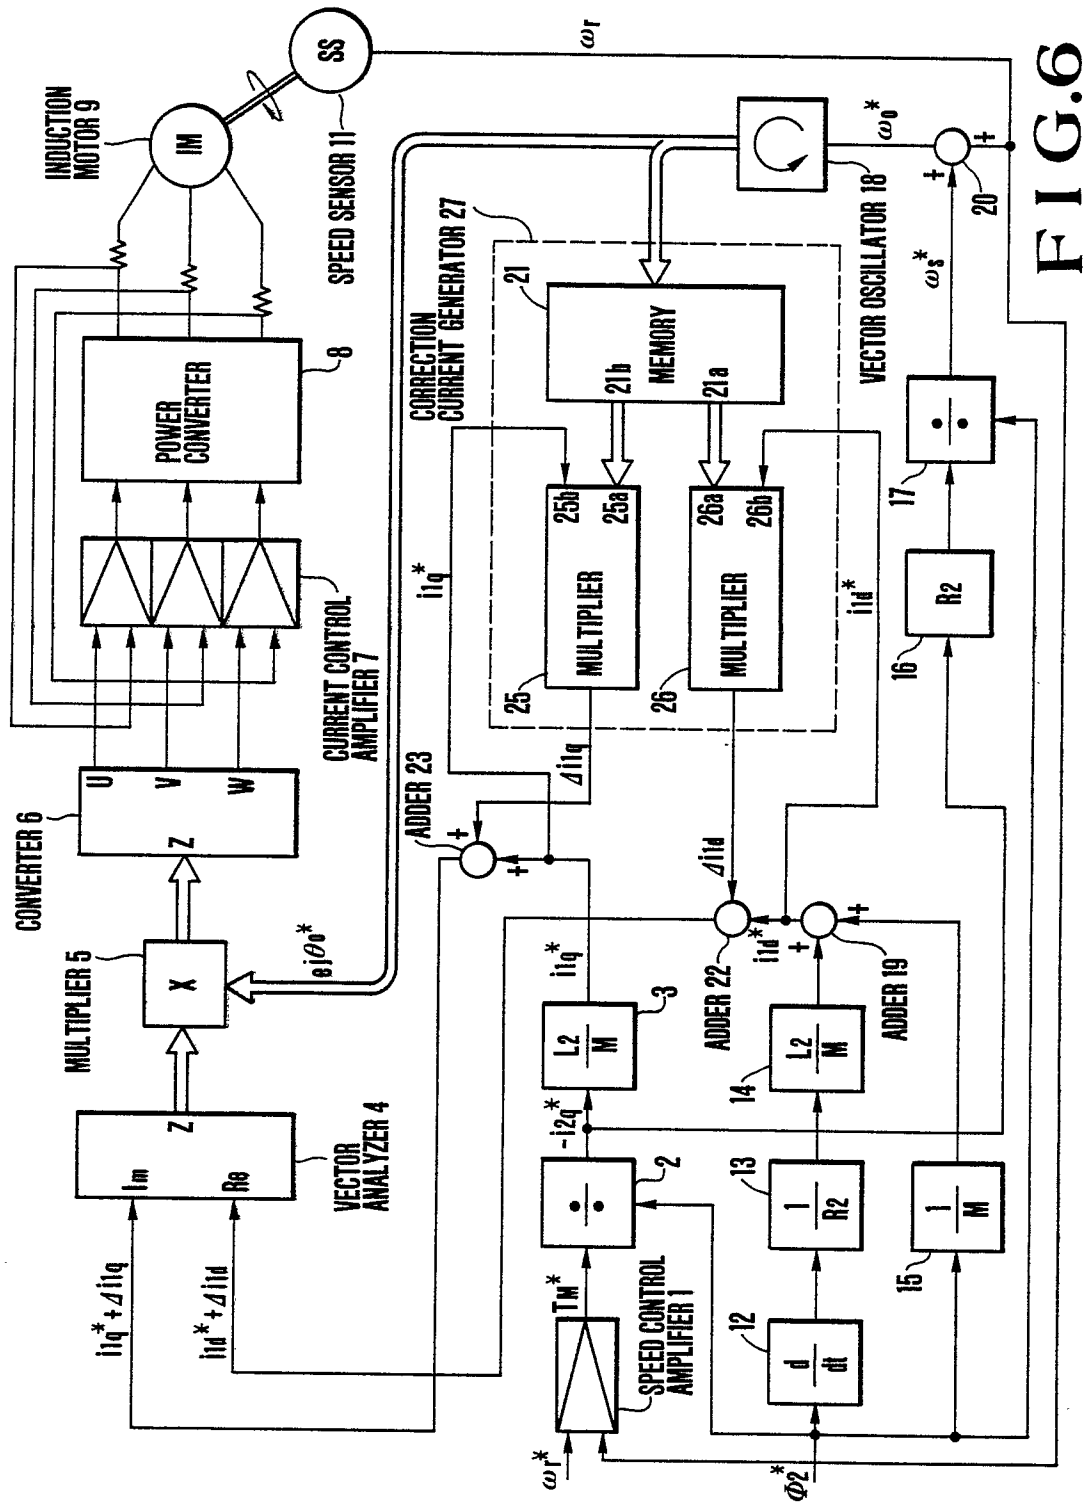 INDUCTION
MOTOR 9
IM
SS
SPEED SENSOR 11
ωr
POWER
CONVERTER
8
CURRENT CONTROL
AMPLIFIER 7
CONVERTER 6
U
V
W
Z
MULTIPLIER 5
X
ejθ0*
VECTOR
ANALYZER 4
Z
Im
Re
i1q*+Δi1q
i1d*+Δi1d
CORRECTION
CURRENT GENERATOR 27
21
MEMORY
21b
21a
25b
25a
MULTIPLIER
25
26a
26b
MULTIPLIER
26
i1q*
i1d*
Δi1q
Δi1d
ADDER 23
+
+
ADDER 22
i1d*
ADDER 19
+
+
VECTOR OSCILLATOR 18
ω0*
20
+
+
ωs*
17
÷
16
R2
i1q*
3
L2
M
-i2q*
2
÷
TM*
SPEED CONTROL
AMPLIFIER 1
ωr*
14
L2
M
13
1
R2
12
d
dt
15
1
M
Φ2*
FIG.6